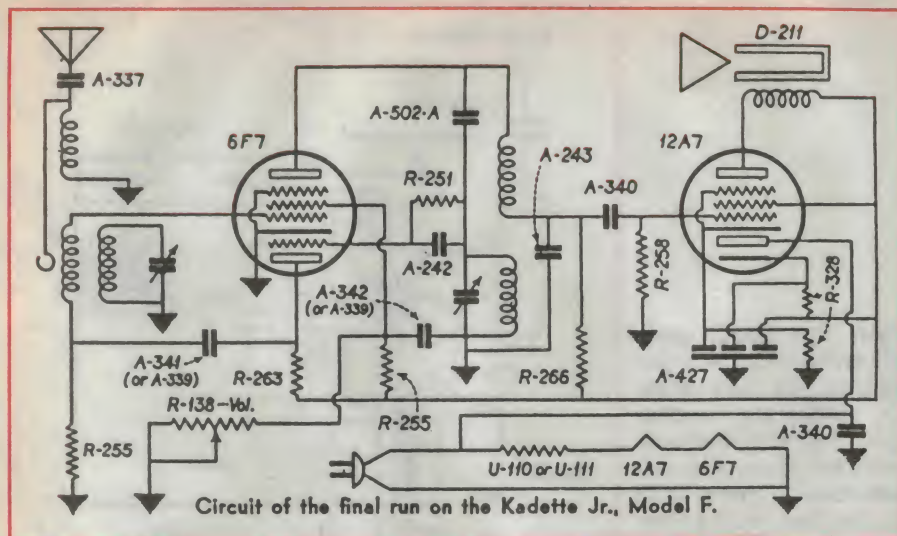 D-211
A-337
6F7
A-502-A
A-243
12A7
R-251
A-340
A-242
R-258
R-328
A-342
(or A-339)
A-341
(or A-339)
R-263
R-266
A-427
R-138-Vol.
R-255
R-255
A-340
U-110 or U-111
12A7
6F7
Circuit of the final run on the Kadette Jr., Model F.